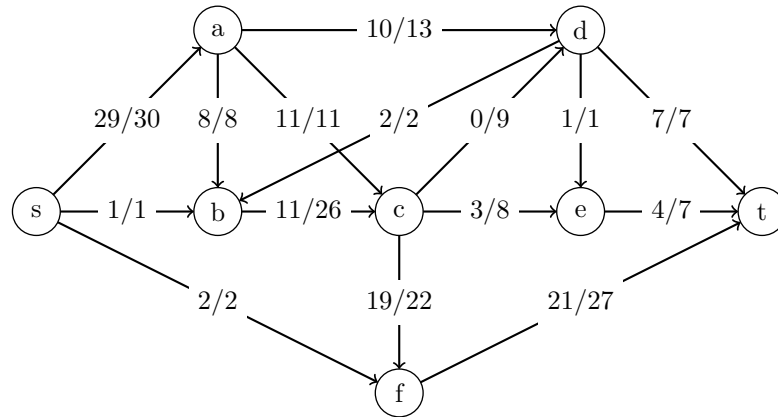 a 10/13 d
29/30 8/8 11/11 2/2 0/9 1/1 7/7
s 1/1 b 11/26 c 3/8 e 4/7 t
2/2 19/22 21/27
f